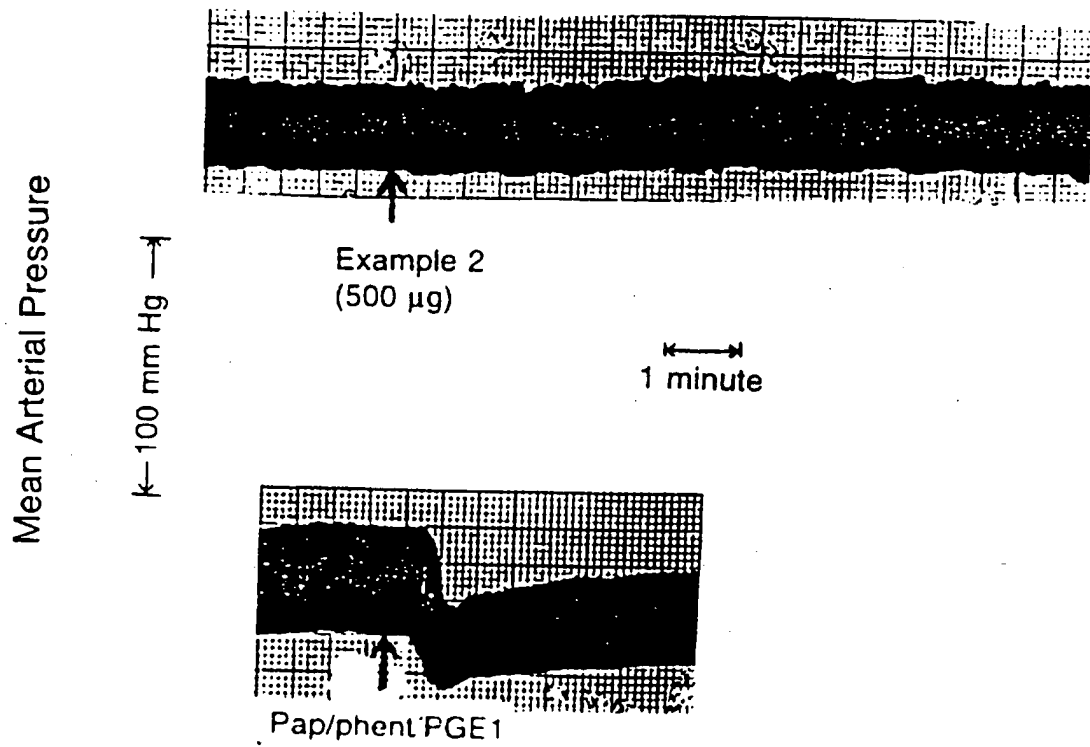 Mean Arterial Pressure
100 mm Hg
Example 2
(500 µg)
1 minute
Pap/phent PGE1